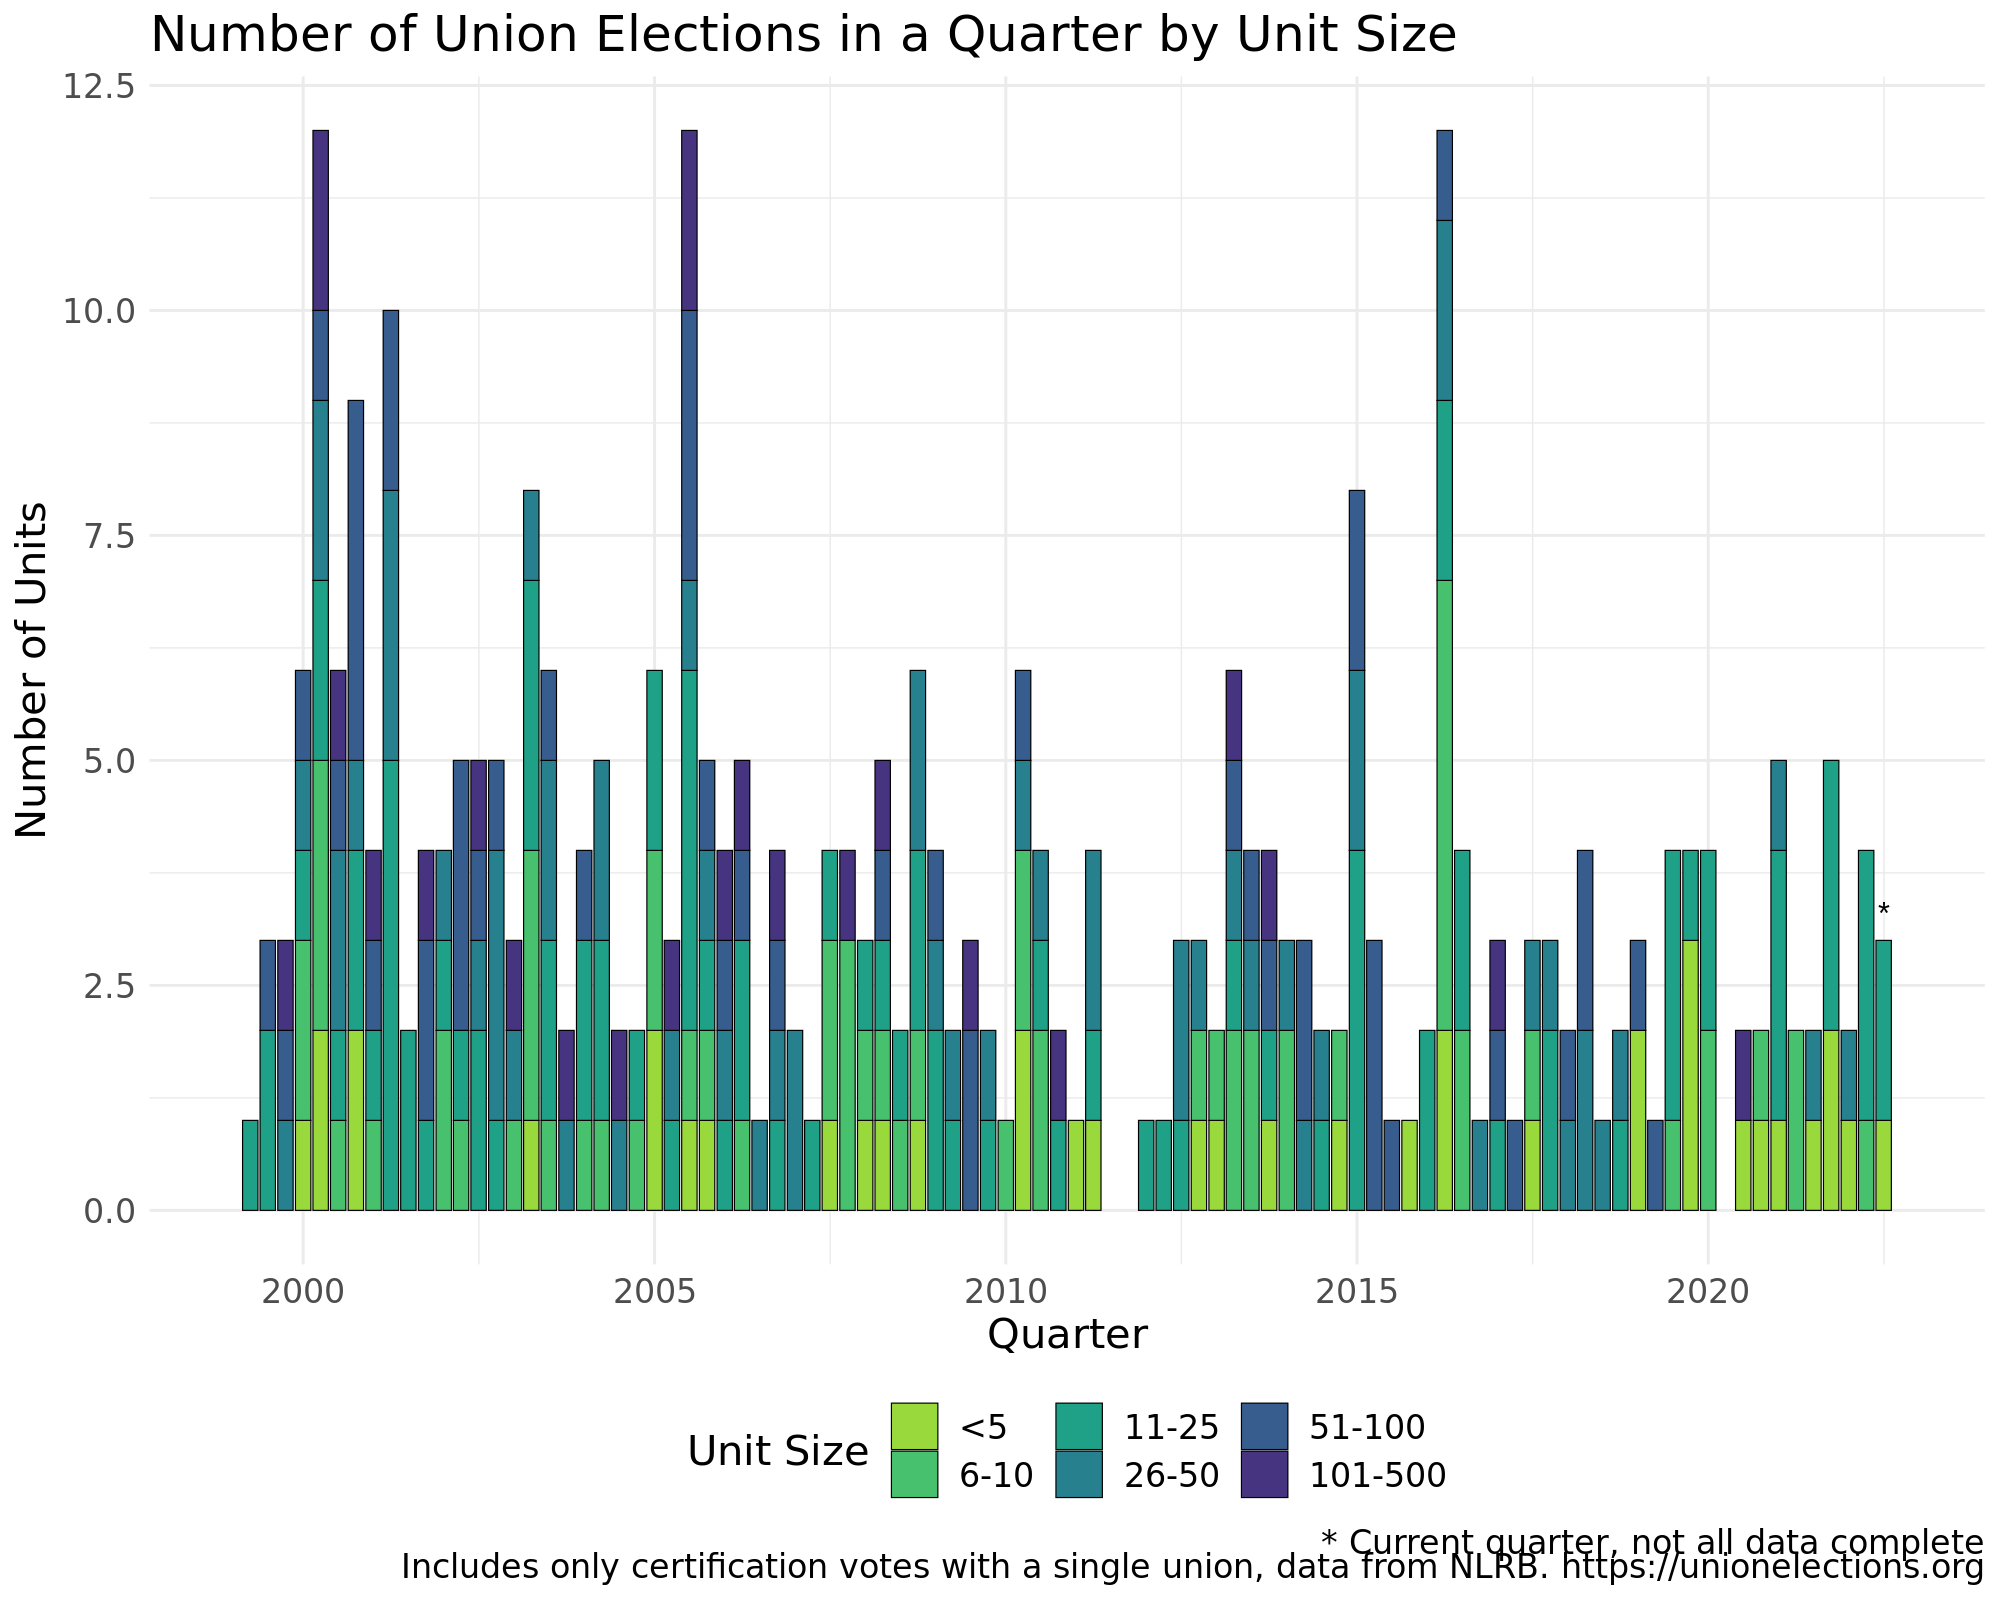 Number of Union Elections in a Quarter by Unit Size
12.5
10.0
7.5
5.0
2.5
0.0
Number of Units
*
2000 2005 2010 2015 2020
Quarter
Unit Size
<5 11-25 51-100
6-10 26-50 101-500
* Current quarter, not all data complete
Includes only certification votes with a single union, data from NLRB. https://unionelections.org